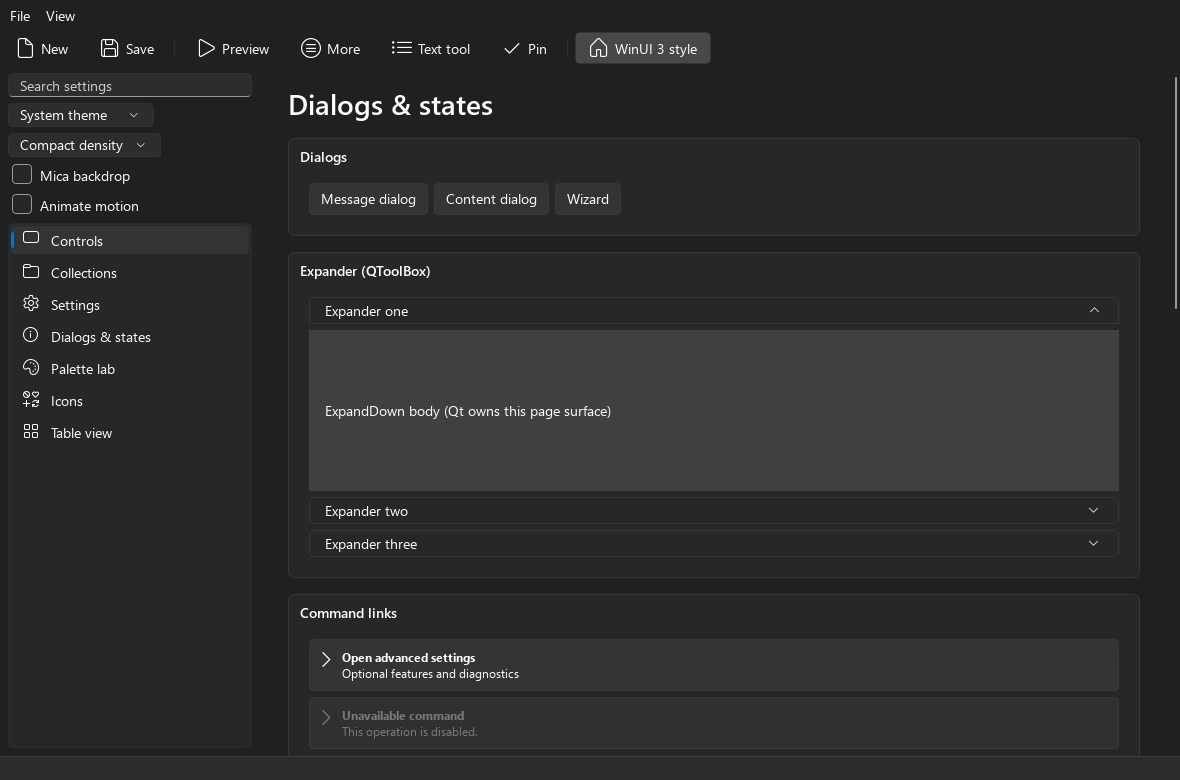 File View
New Save Preview More Text tool Pin WinUI 3 style
Search settings
System theme
Compact density
Mica backdrop
Animate motion
Controls
Collections
Settings
Dialogs & states
Palette lab
Icons
Table view
Dialogs & states
Dialogs
Message dialog Content dialog Wizard
Expander (QToolBox)
Expander one
ExpandDown body (Qt owns this page surface)
Expander two
Expander three
Command links
Open advanced settings
Optional features and diagnostics
Unavailable command
This operation is disabled.